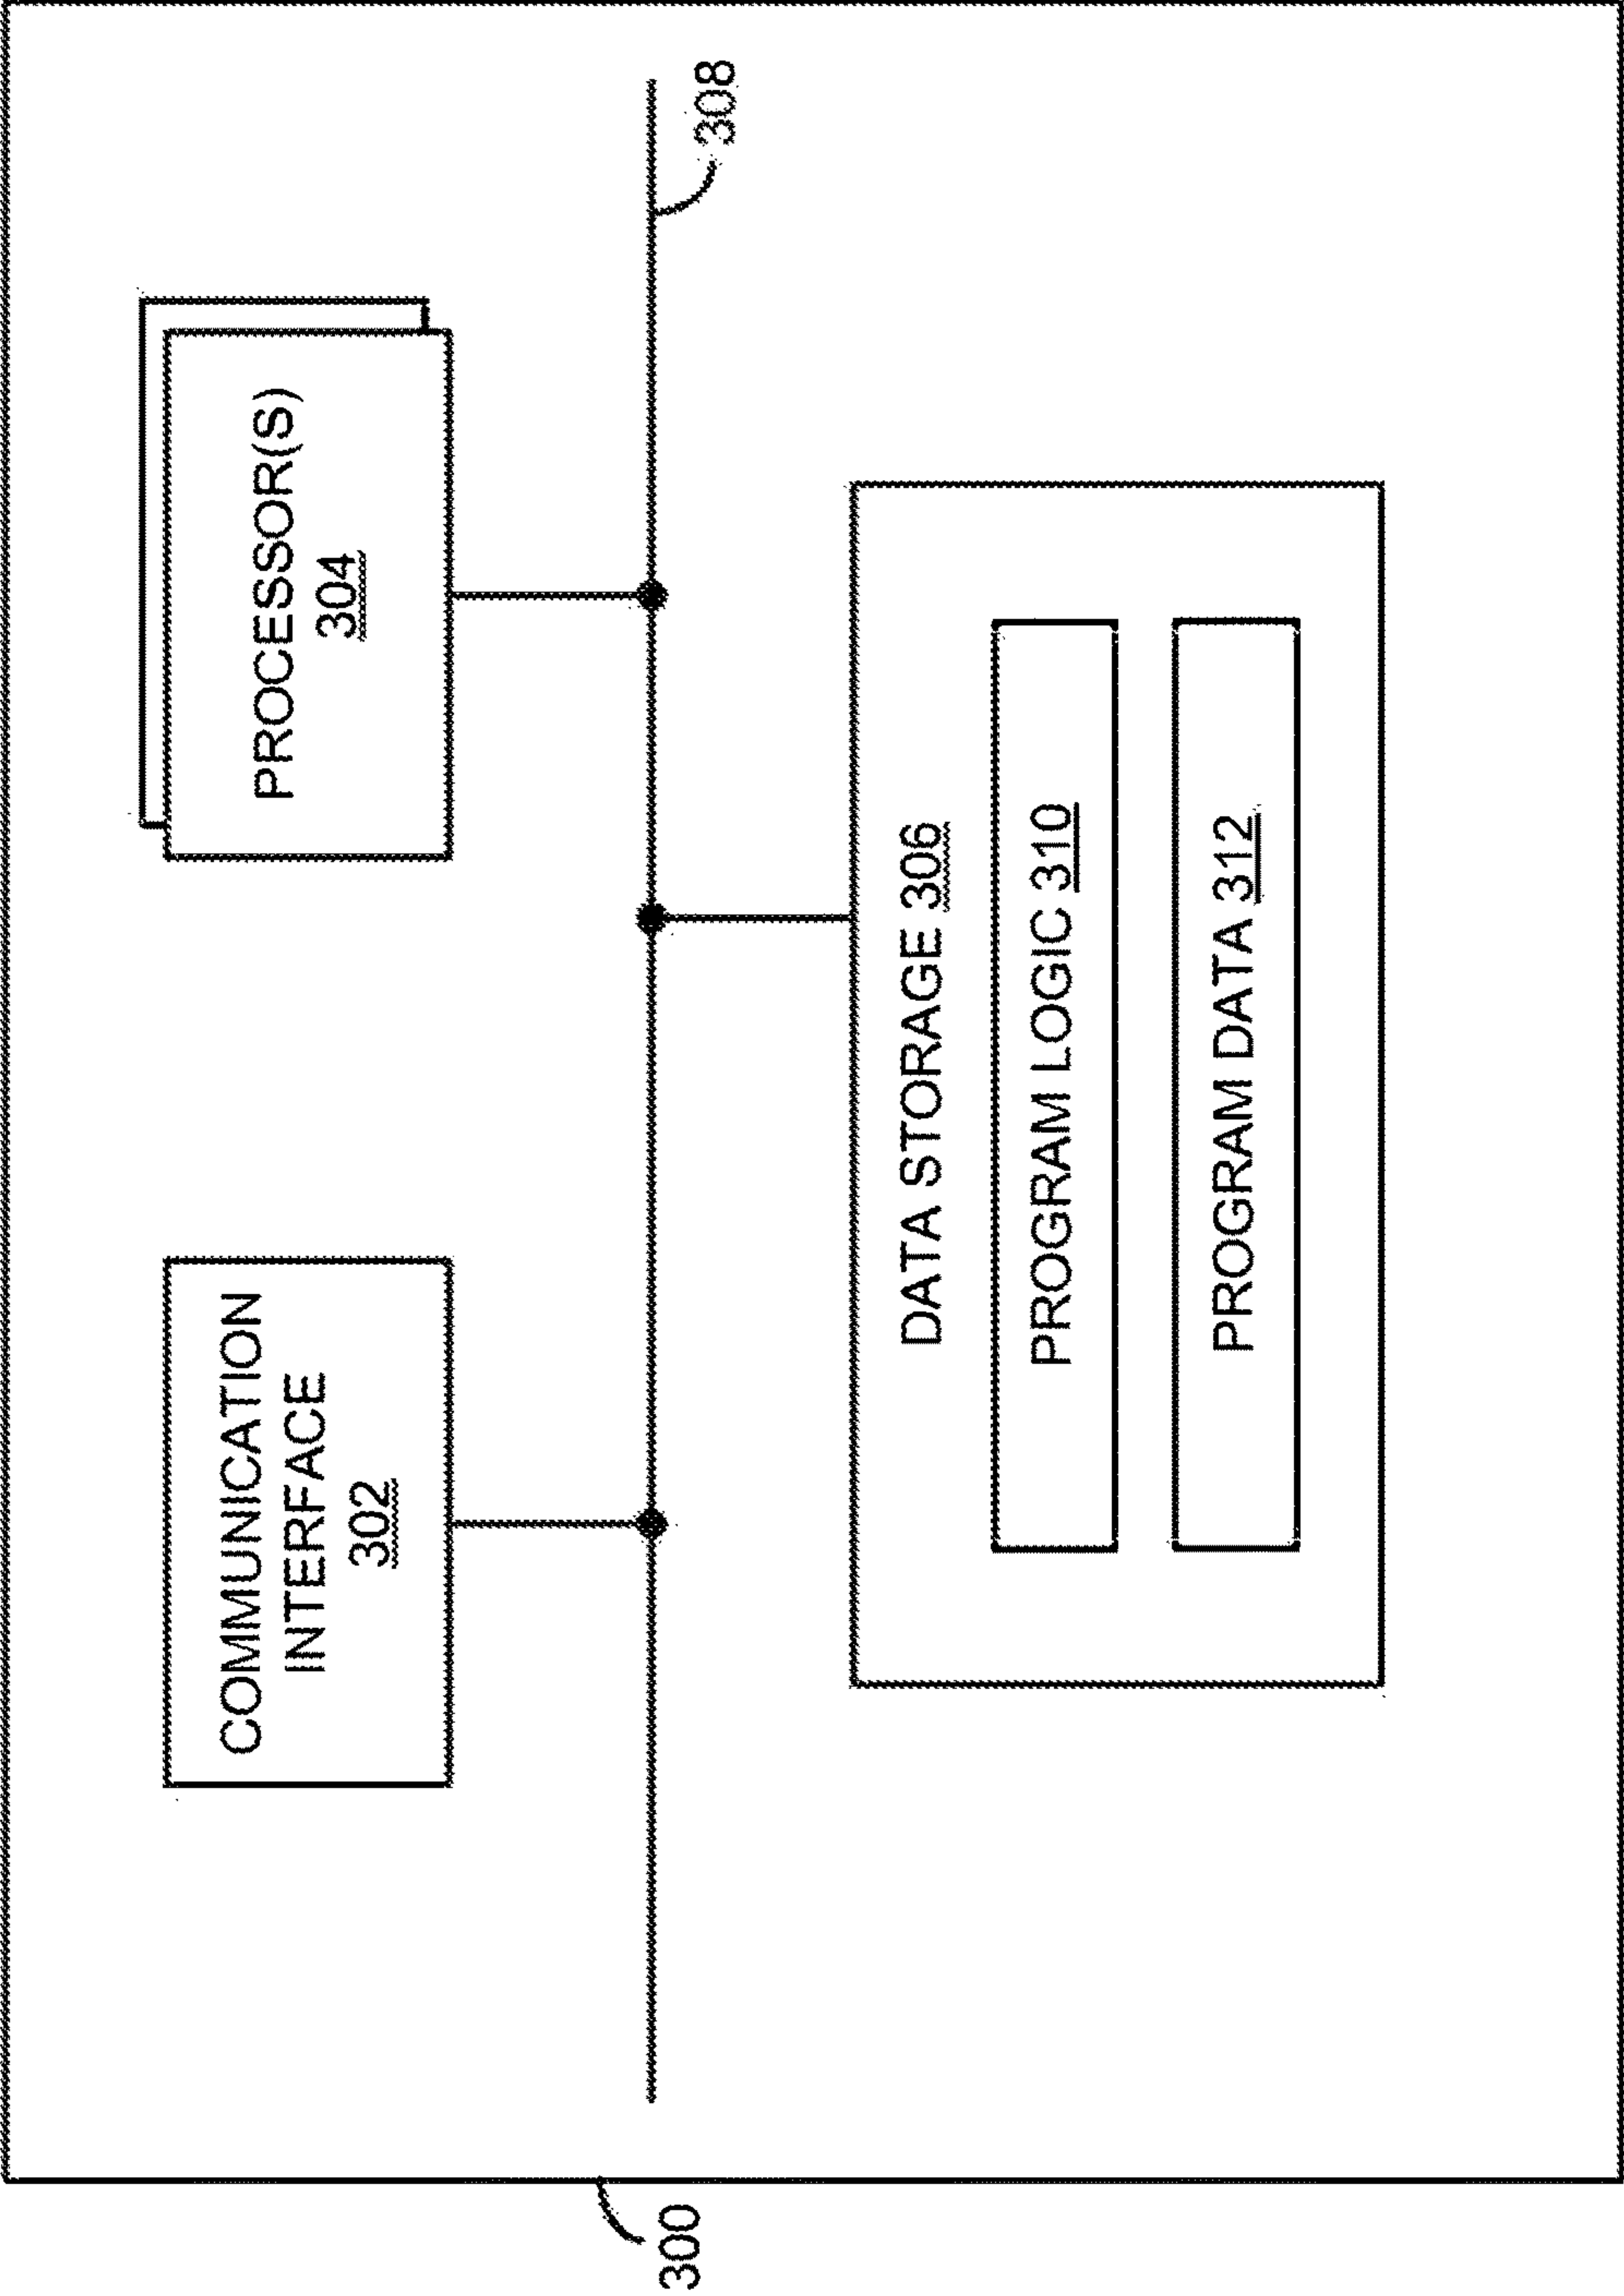 300
COMMUNICATION
INTERFACE
302
PROCESSOR(S)
304
308
DATA STORAGE 306
PROGRAM LOGIC 310
PROGRAM DATA 312